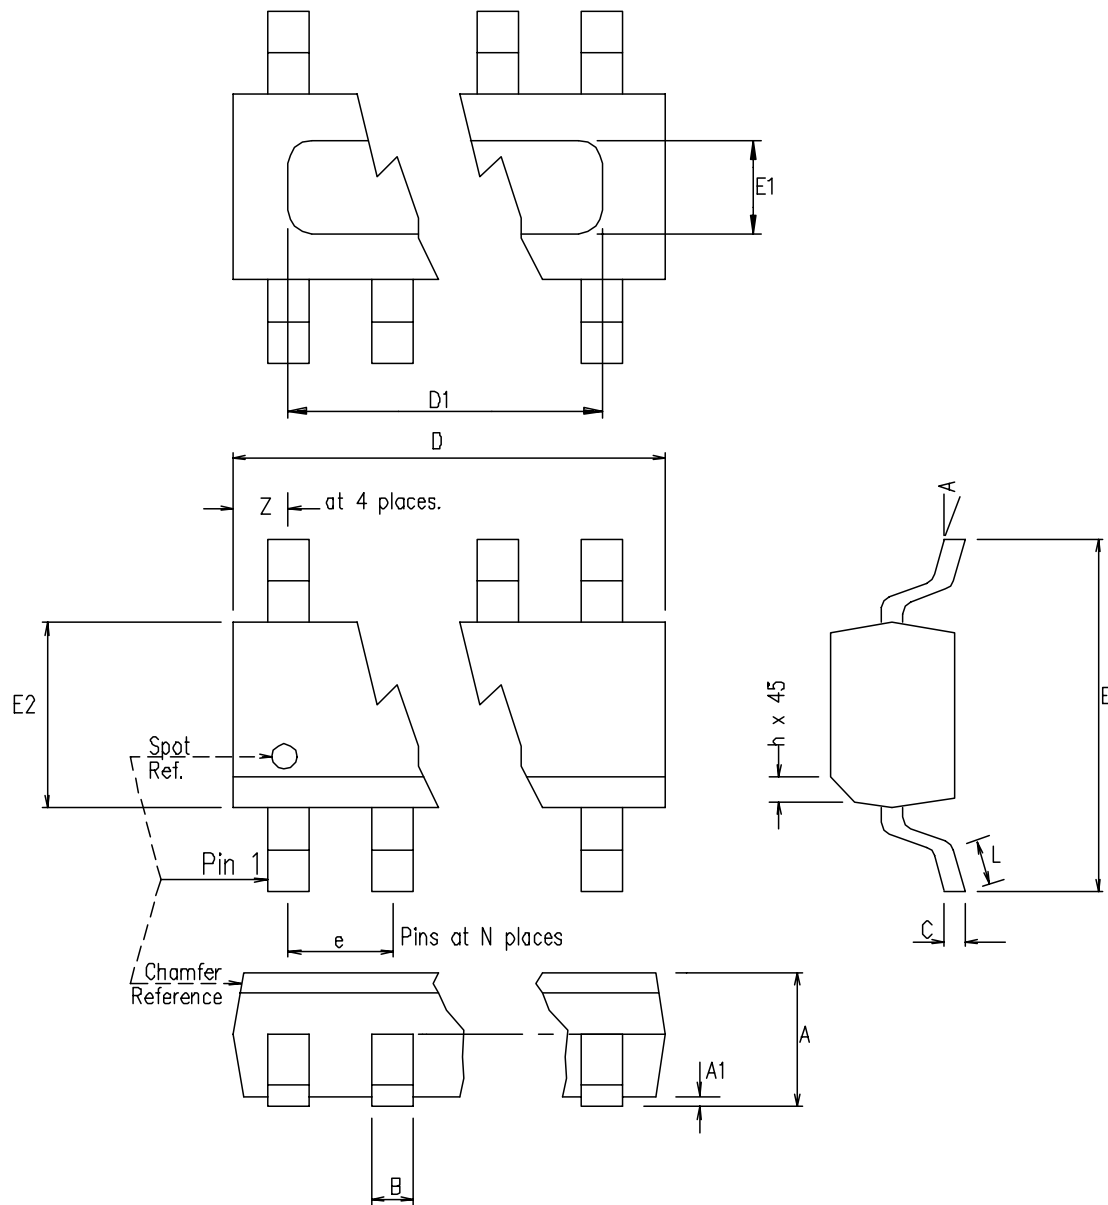 E1
D1
D
Z
at 4 places.
A
E2
h x 45
E
Spot
Ref.
Pin 1
L
C
e
Pins at N places
Chamfer
Reference
A
A1
B